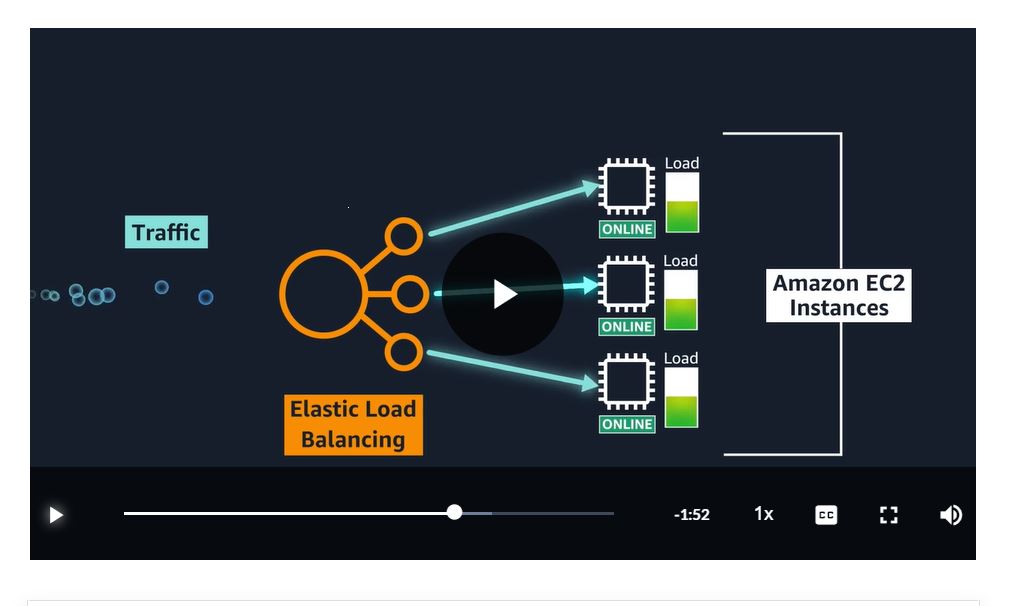 Load
Traffic
ONLINE
Load
Amazon EC2
Instances
ONLINE
Load
Elastic Load
Balancing
ONLINE
-1:52
1x
CC